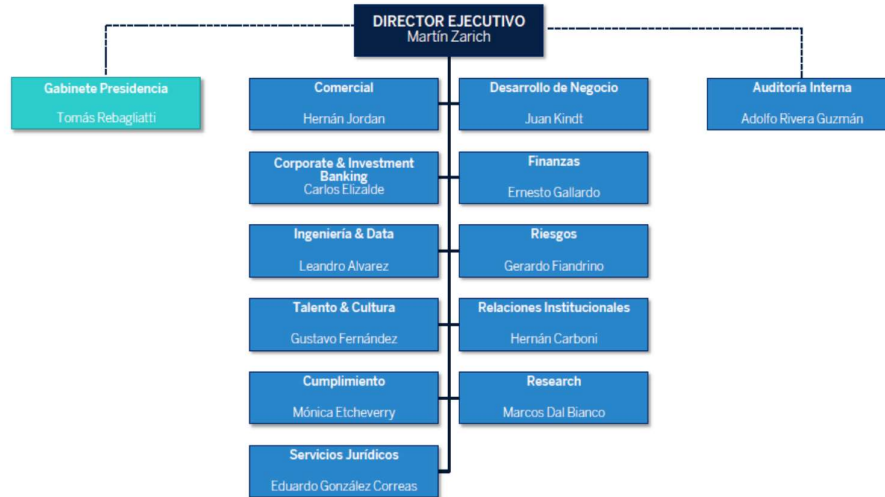 DIRECTOR EJECUTIVO
Martín Zarich
Gabinete Presidencia
Tomás Rebagliatti
Comercial
Hernán Jordan
Desarrollo de Negocio
Juan Kindt
Auditoría Interna
Adolfo Rivera Guzmán
Corporate & Investment
Banking
Carlos Elizalde
Finanzas
Ernesto Gallardo
Ingeniería & Data
Leandro Alvarez
Riesgos
Gerardo Fiandrino
Talento & Cultura
Gustavo Fernández
Relaciones Institucionales
Hernán Carboni
Cumplimiento
Mónica Etcheverry
Research
Marcos Dal Bianco
Servicios Jurídicos
Eduardo González Correas